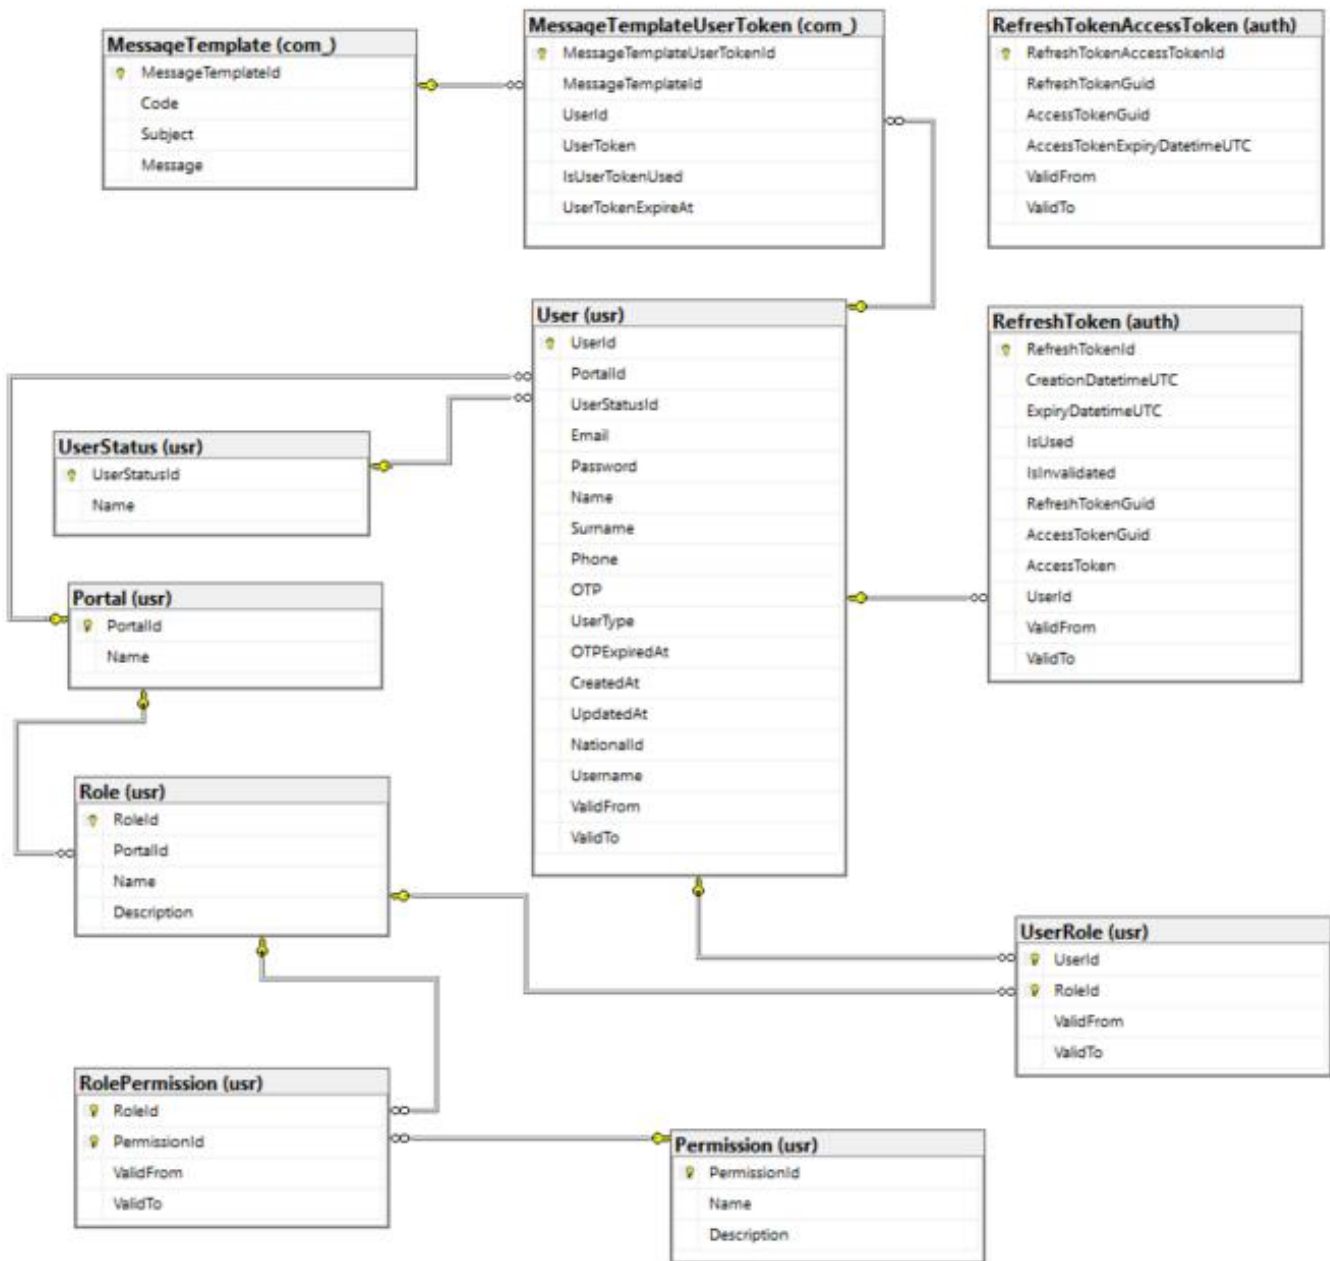 MessageTemplate (com_)
MessageTemplateId
Code
Subject
Message
MessageTemplateUserToken (com_)
MessageTemplateUserTokenId
MessageTemplateId
UserId
UserToken
IsUserTokenUsed
UserTokenExpireAt
RefreshTokenAccessToken (auth)
RefreshTokenAccessTokenId
RefreshTokenGuid
AccessTokenGuid
AccessTokenExpiryDatetimeUTC
ValidFrom
ValidTo
User (usr)
UserId
PortalId
UserStatusId
Email
Password
Name
Surname
Phone
OTP
UserType
OTPExpiredAt
CreatedAt
UpdatedAt
NationalId
Username
ValidFrom
ValidTo
RefreshToken (auth)
RefreshTokenId
CreationDatetimeUTC
ExpiryDatetimeUTC
IsUsed
IsInvalidated
RefreshTokenGuid
AccessTokenGuid
AccessToken
UserId
ValidFrom
ValidTo
UserStatus (usr)
UserStatusId
Name
Portal (usr)
PortalId
Name
Role (usr)
RoleId
PortalId
Name
Description
UserRole (usr)
UserId
RoleId
ValidFrom
ValidTo
RolePermission (usr)
RoleId
PermissionId
ValidFrom
ValidTo
Permission (usr)
PermissionId
Name
Description